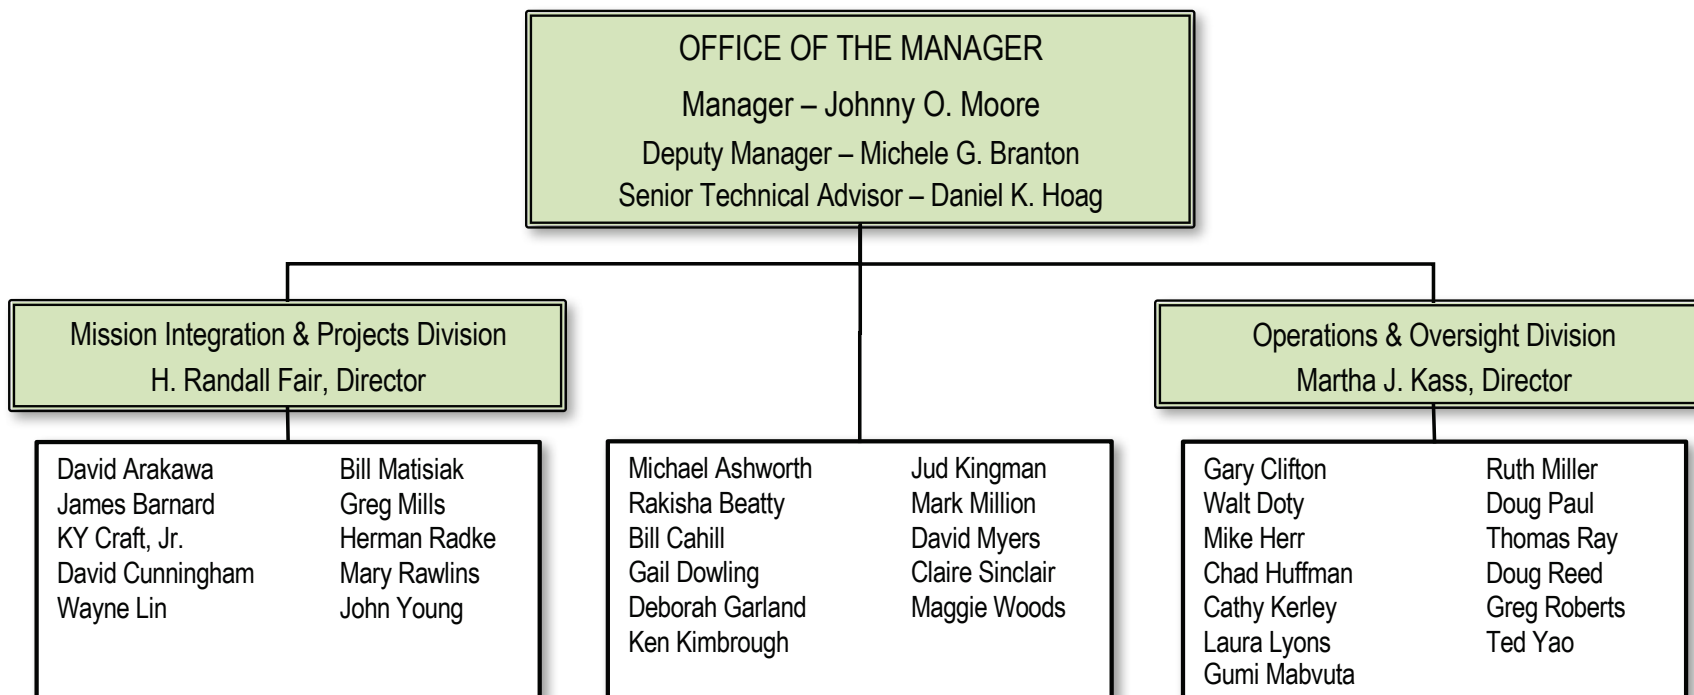 OFFICE OF THE MANAGER
Manager – Johnny O. Moore
Deputy Manager – Michele G. Branton
Senior Technical Advisor – Daniel K. Hoag
Mission Integration & Projects Division
H. Randall Fair, Director
Operations & Oversight Division
Martha J. Kass, Director
David Arakawa
James Barnard
KY Craft, Jr.
David Cunningham
Wayne Lin
Bill Matisiak
Greg Mills
Herman Radke
Mary Rawlins
John Young
Michael Ashworth
Rakisha Beatty
Bill Cahill
Gail Dowling
Deborah Garland
Ken Kimbrough
Jud Kingman
Mark Million
David Myers
Claire Sinclair
Maggie Woods
Gary Clifton
Walt Doty
Mike Herr
Chad Huffman
Cathy Kerley
Laura Lyons
Gumi Mabvuta
Ruth Miller
Doug Paul
Thomas Ray
Doug Reed
Greg Roberts
Ted Yao